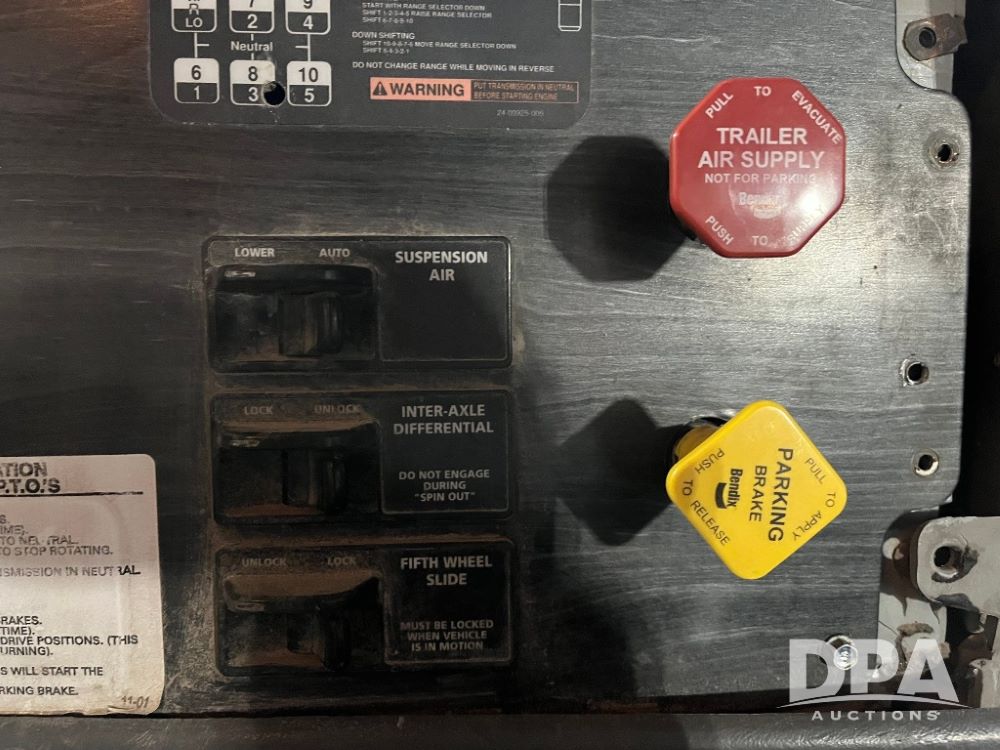 LO
7
2
9
4
START WITH RANGE SELECTOR DOWN
SHIFT 1-2-3-4-5 RAISE RANGE SELECTOR
SHIFT 6-7-8-9-10
Neutral
DOWN SHIFTING
SHIFT 10-9-8-7-6 MOVE RANGE SELECTOR DOWN
SHIFT 5-4-3-2-1
DO NOT CHANGE RANGE WHILE MOVING IN REVERSE
6
1
8
3
10
5
WARNING
PUT TRANSMISSION IN NEUTRAL
BEFORE STARTING ENGINE
24-00925-005
PULL TO EVACUATE
TRAILER
AIR SUPPLY
NOT FOR PARKING
Bendix
PUSH TO
LOWER AUTO
SUSPENSION
AIR
LOCK UNLOCK
INTER-AXLE
DIFFERENTIAL
DO NOT ENGAGE
DURING
"SPIN OUT"
UNLOCK LOCK
FIFTH WHEEL
SLIDE
MUST BE LOCKED
WHEN VEHICLE
IS IN MOTION
PULL TO APPLY
PARKING
BRAKE
Bendix
PUSH TO RELEASE
P.T.O.'S
TO NEUTRAL.
TO STOP ROTATING.
IN NEUTRAL
TIME).
DRIVE POSITIONS. (THIS
S WILL START THE
RKING BRAKE.
11-01
DPA
AUCTIONS